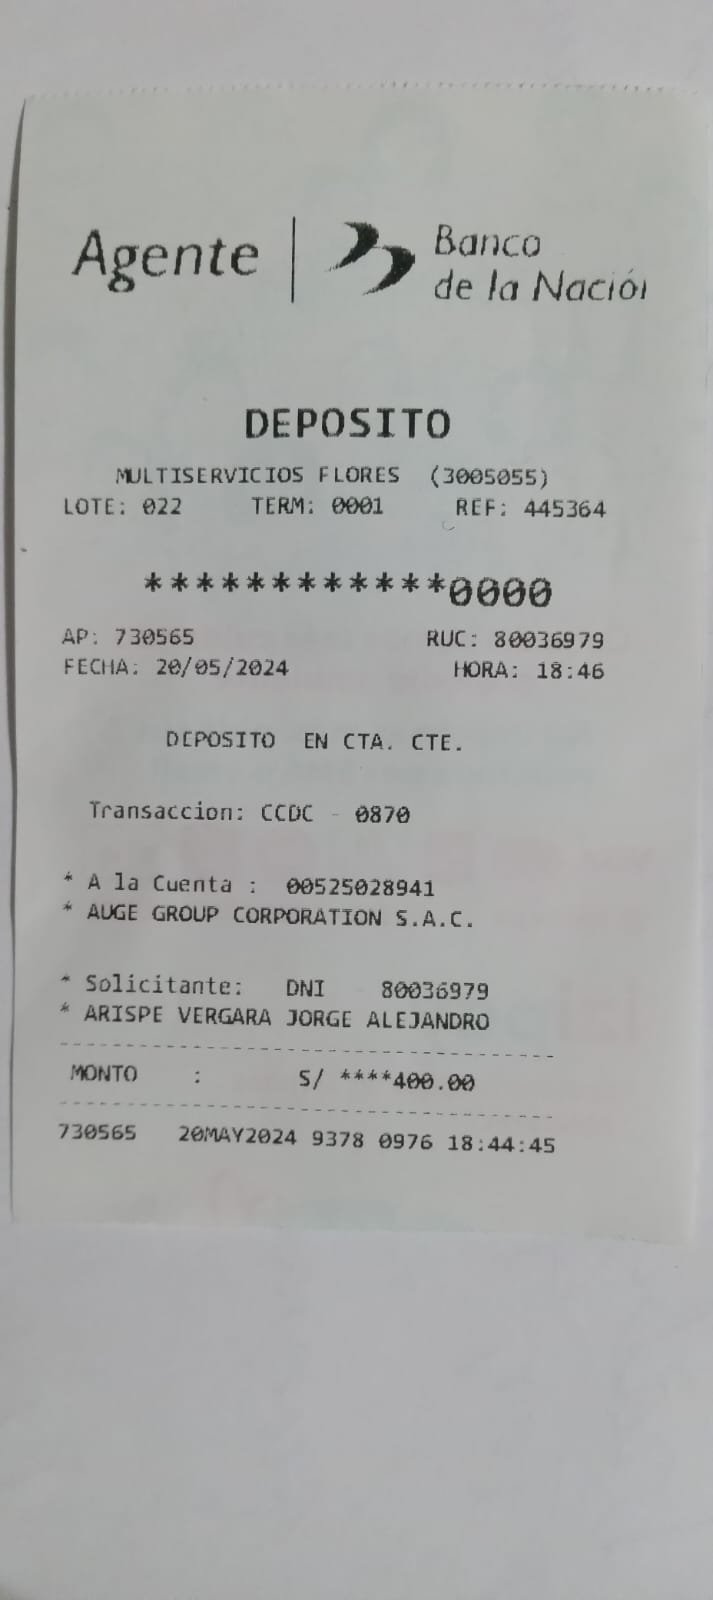 Agente | Banco
de la Nación
DEPOSITO
MULTISERVICIOS FLORES (3005055)
LOTE: 022 TERM: 0001 REF: 445364
************0000
AP: 730565 RUC: 80036979
FECHA: 20/05/2024 HORA: 18:46
DEPOSITO EN CTA. CTE.
Transaccion: CCDC - 0870
* A la Cuenta : 00525028941
* AUGE GROUP CORPORATION S.A.C.
* Solicitante: DNI 80036979
* ARISPE VERGARA JORGE ALEJANDRO
MONTO : S/ ****400.00
730565 20MAY2024 9378 0976 18:44:45